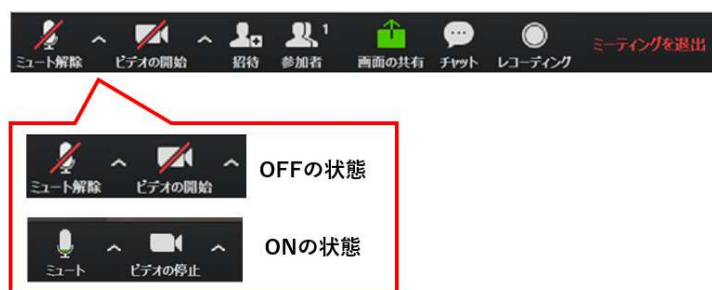 ミュート解除 ビデオの開始 招待 参加者 1 画面の共有 チャット レコーディング ミーティングを退出
ミュート解除 ビデオの開始 OFFの状態
ミュート ビデオの停止 ONの状態